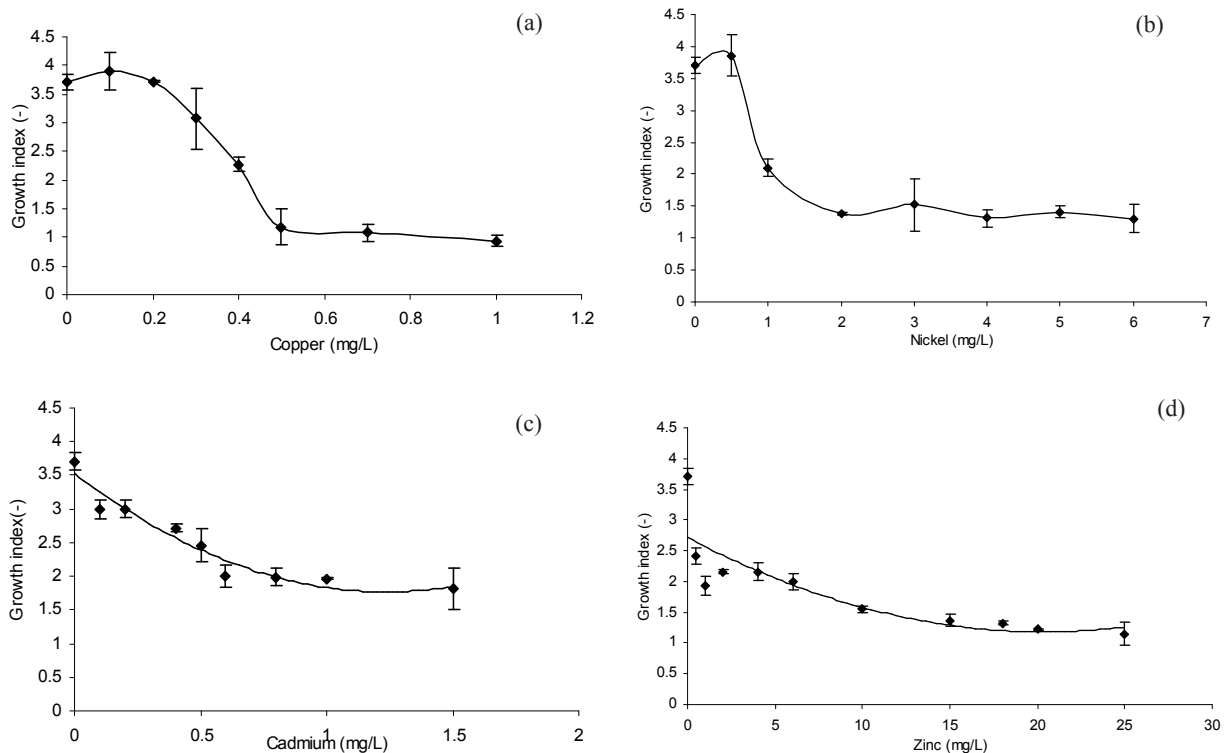 (a)
4.5
4
3.5
3
2.5
2
1.5
1
0.5
0
Growth index (-)
0 0.2 0.4 0.6 0.8 1 1.2
Copper (mg/L)
(b)
4.5
4
3.5
3
2.5
2
1.5
1
0.5
0
Growth index (-)
0 1 2 3 4 5 6 7
Nickel (mg/L)
(c)
4.5
4
3.5
3
2.5
2
1.5
1
0.5
0
Growth index(-)
0 0.5 1 1.5 2
Cadmium (mg/L)
(d)
4.5
4
3.5
3
2.5
2
1.5
1
0.5
0
Growth index (-)
0 5 10 15 20 25 30
Zinc (mg/L)